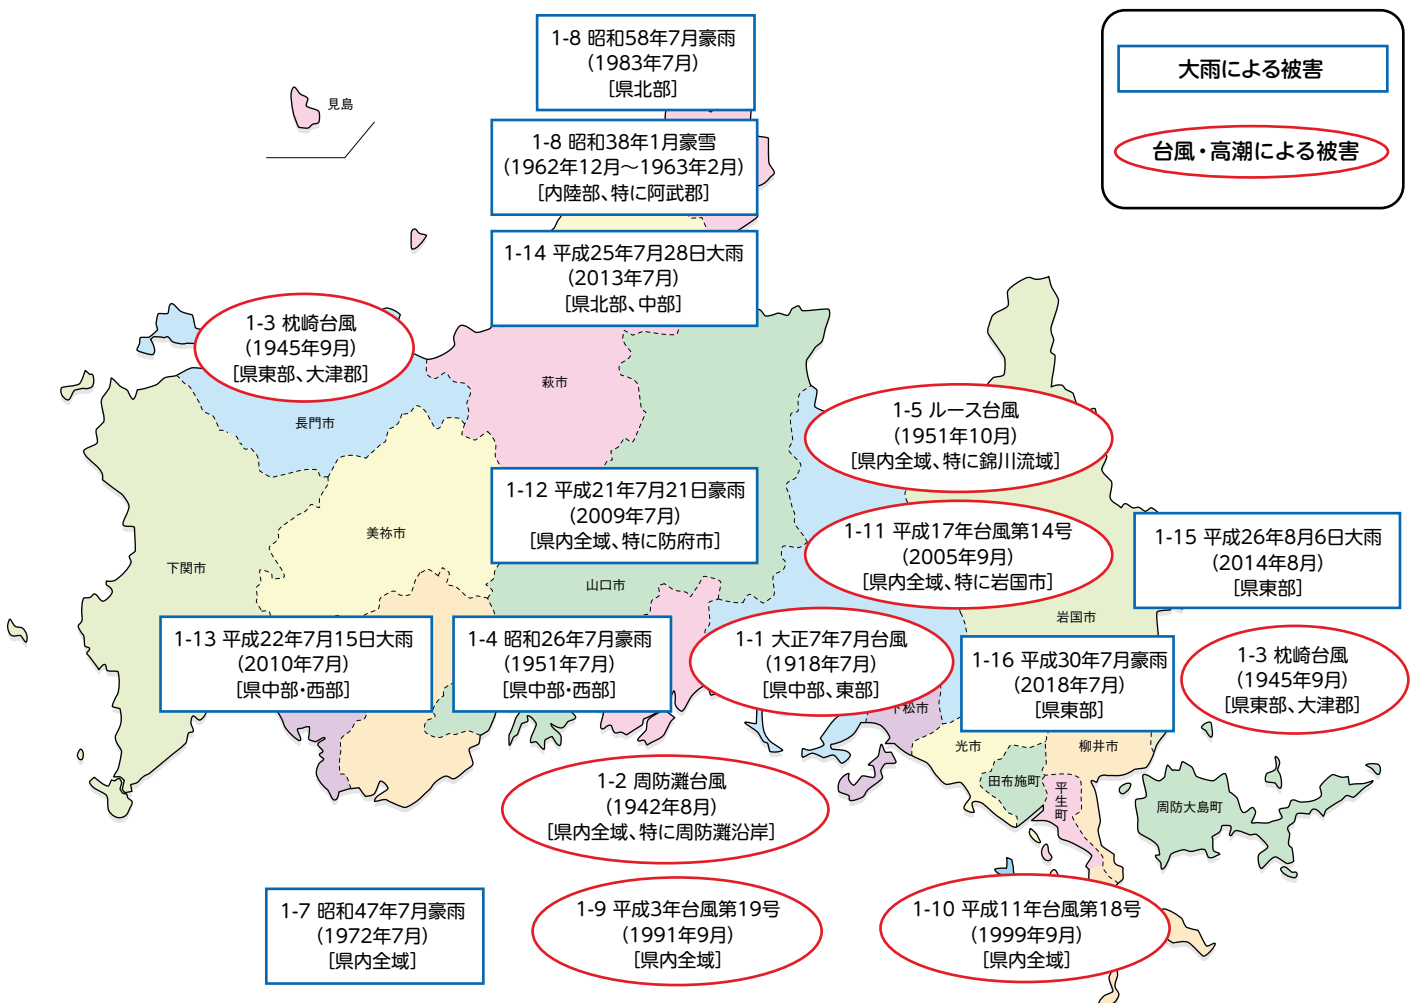 1-8 昭和58年7月豪雨
(1983年7月)
[県北部]
大雨による被害
台風・高潮による被害
見島
1-8 昭和38年1月豪雪
(1962年12月～1963年2月)
[内陸部、特に阿武郡]
1-14 平成25年7月28日大雨
(2013年7月)
[県北部、中部]
1-3 枕崎台風
(1945年9月)
[県東部、大津郡]
萩市
長門市
1-5 ルース台風
(1951年10月)
[県内全域、特に錦川流域]
1-12 平成21年7月21日豪雨
(2009年7月)
[県内全域、特に防府市]
美祢市
下関市
山口市
1-11 平成17年台風第14号
(2005年9月)
[県内全域、特に岩国市]
1-15 平成26年8月6日大雨
(2014年8月)
[県東部]
岩国市
1-13 平成22年7月15日大雨
(2010年7月)
[県中部・西部]
1-4 昭和26年7月豪雨
(1951年7月)
[県中部・西部]
1-1 大正7年7月台風
(1918年7月)
[県中部、東部]
1-16 平成30年7月豪雨
(2018年7月)
[県東部]
1-3 枕崎台風
(1945年9月)
[県東部、大津郡]
下松市
光市
柳井市
田布施町
平生町
周防大島町
1-2 周防灘台風
(1942年8月)
[県内全域、特に周防灘沿岸]
1-7 昭和47年7月豪雨
(1972年7月)
[県内全域]
1-9 平成3年台風第19号
(1991年9月)
[県内全域]
1-10 平成11年台風第18号
(1999年9月)
[県内全域]